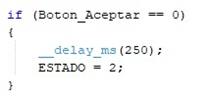 if (Boton_Aceptar == 0)
{
    __delay_ms(250);
    ESTADO = 2;
}